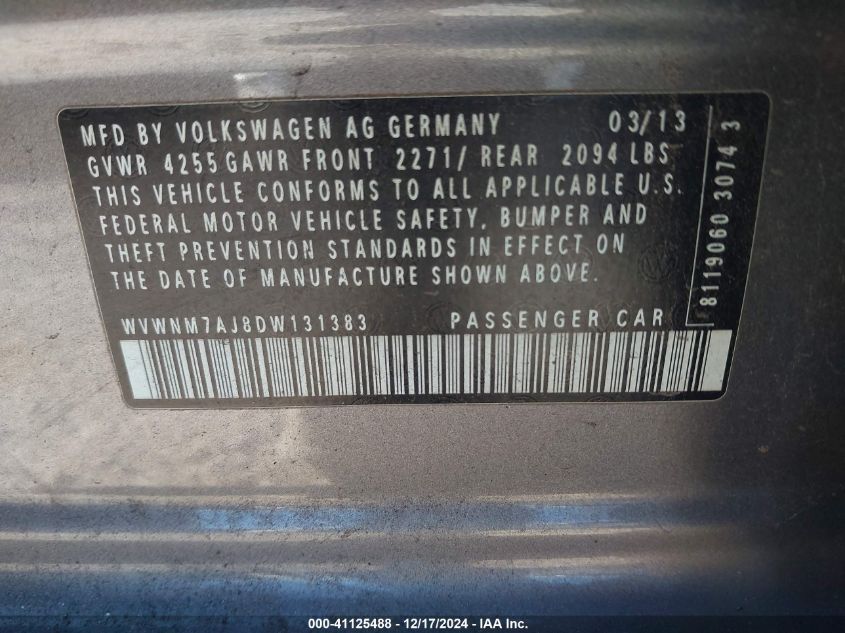 MFD BY VOLKSWAGEN AG GERMANY 03/13
GVWR 4255 GAWR FRONT 2271/ REAR 2094 LBS
THIS VEHICLE CONFORMS TO ALL APPLICABLE U.S.
FEDERAL MOTOR VEHICLE SAFETY, BUMPER AND
THEFT PREVENTION STANDARDS IN EFFECT ON
THE DATE OF MANUFACTURE SHOWN ABOVE.
WVWNM7AJ8DW131383 PASSENGER CAR
8119060 3074 3
000-41125488 - 12/17/2024 - IAA Inc.